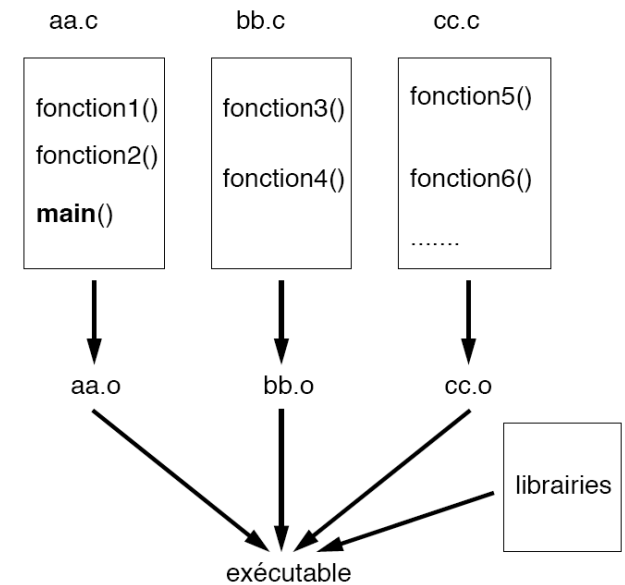 aa.c
bb.c
cc.c
fonction1()
fonction2()
main()
fonction3()
fonction4()
fonction5()
fonction6()
.......
aa.o
bb.o
cc.o
librairies
exécutable